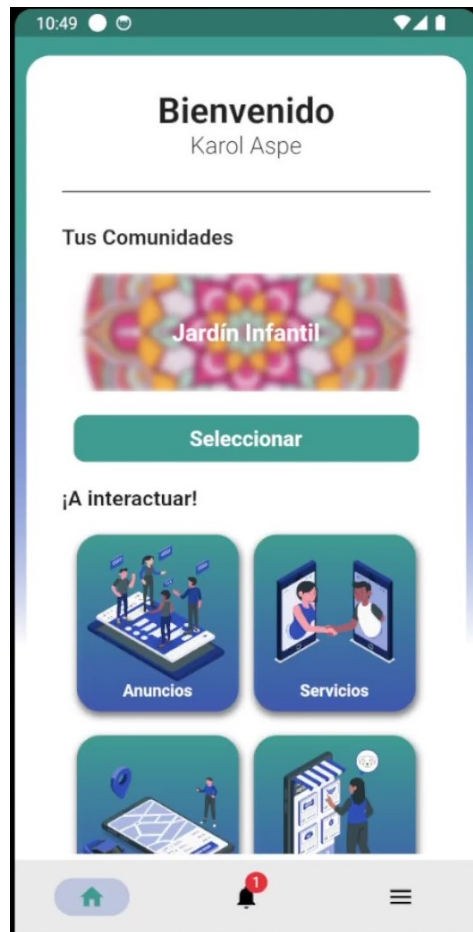 10:49
Bienvenido
Karol Aspe
Tus Comunidades
Jardín Infantil
Seleccionar
¡A interactuar!
Anuncios
Servicios
1